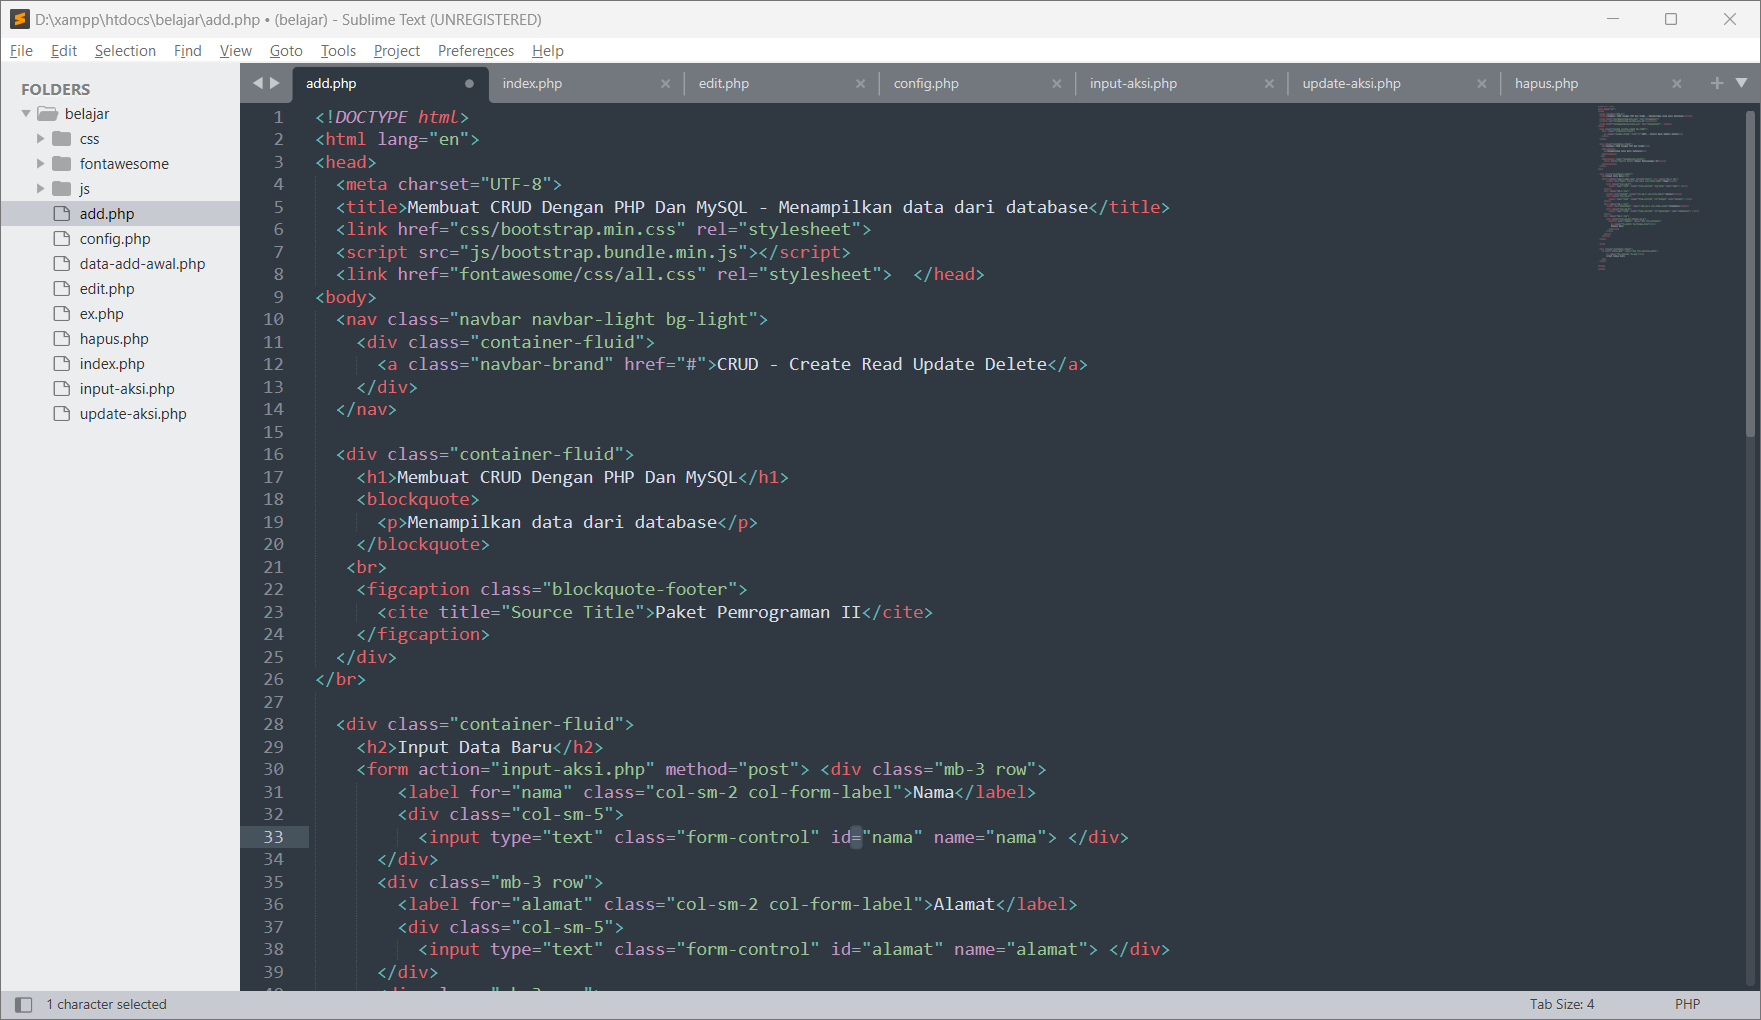 D:\xampp\htdocs\belajar\add.php • (belajar) - Sublime Text (UNREGISTERED)
File Edit Selection Find View Goto Tools Project Preferences Help
FOLDERS
belajar
css
fontawesome
js
add.php
config.php
data-add-awal.php
edit.php
ex.php
hapus.php
index.php
input-aksi.php
update-aksi.php
add.php index.php edit.php config.php input-aksi.php update-aksi.php hapus.php
1 <!DOCTYPE html>
2 <html lang="en">
3 <head>
4 <meta charset="UTF-8">
5 <title>Membuat CRUD Dengan PHP Dan MySQL - Menampilkan data dari database</title>
6 <link href="css/bootstrap.min.css" rel="stylesheet">
7 <script src="js/bootstrap.bundle.min.js"></script>
8 <link href="fontawesome/css/all.css" rel="stylesheet"> </head>
9 <body>
10 <nav class="navbar navbar-light bg-light">
11 <div class="container-fluid">
12 <a class="navbar-brand" href="#">CRUD - Create Read Update Delete</a>
13 </div>
14 </nav>
15
16 <div class="container-fluid">
17 <h1>Membuat CRUD Dengan PHP Dan MySQL</h1>
18 <blockquote>
19 <p>Menampilkan data dari database</p>
20 </blockquote>
21 <br>
22 <figcaption class="blockquote-footer">
23 <cite title="Source Title">Paket Pemrograman II</cite>
24 </figcaption>
25 </div>
26 </br>
27
28 <div class="container-fluid">
29 <h2>Input Data Baru</h2>
30 <form action="input-aksi.php" method="post"> <div class="mb-3 row">
31 <label for="nama" class="col-sm-2 col-form-label">Nama</label>
32 <div class="col-sm-5">
33 <input type="text" class="form-control" id="nama" name="nama"> </div>
34 </div>
35 <div class="mb-3 row">
36 <label for="alamat" class="col-sm-2 col-form-label">Alamat</label>
37 <div class="col-sm-5">
38 <input type="text" class="form-control" id="alamat" name="alamat"> </div>
39 </div>
1 character selected
Tab Size: 4
PHP